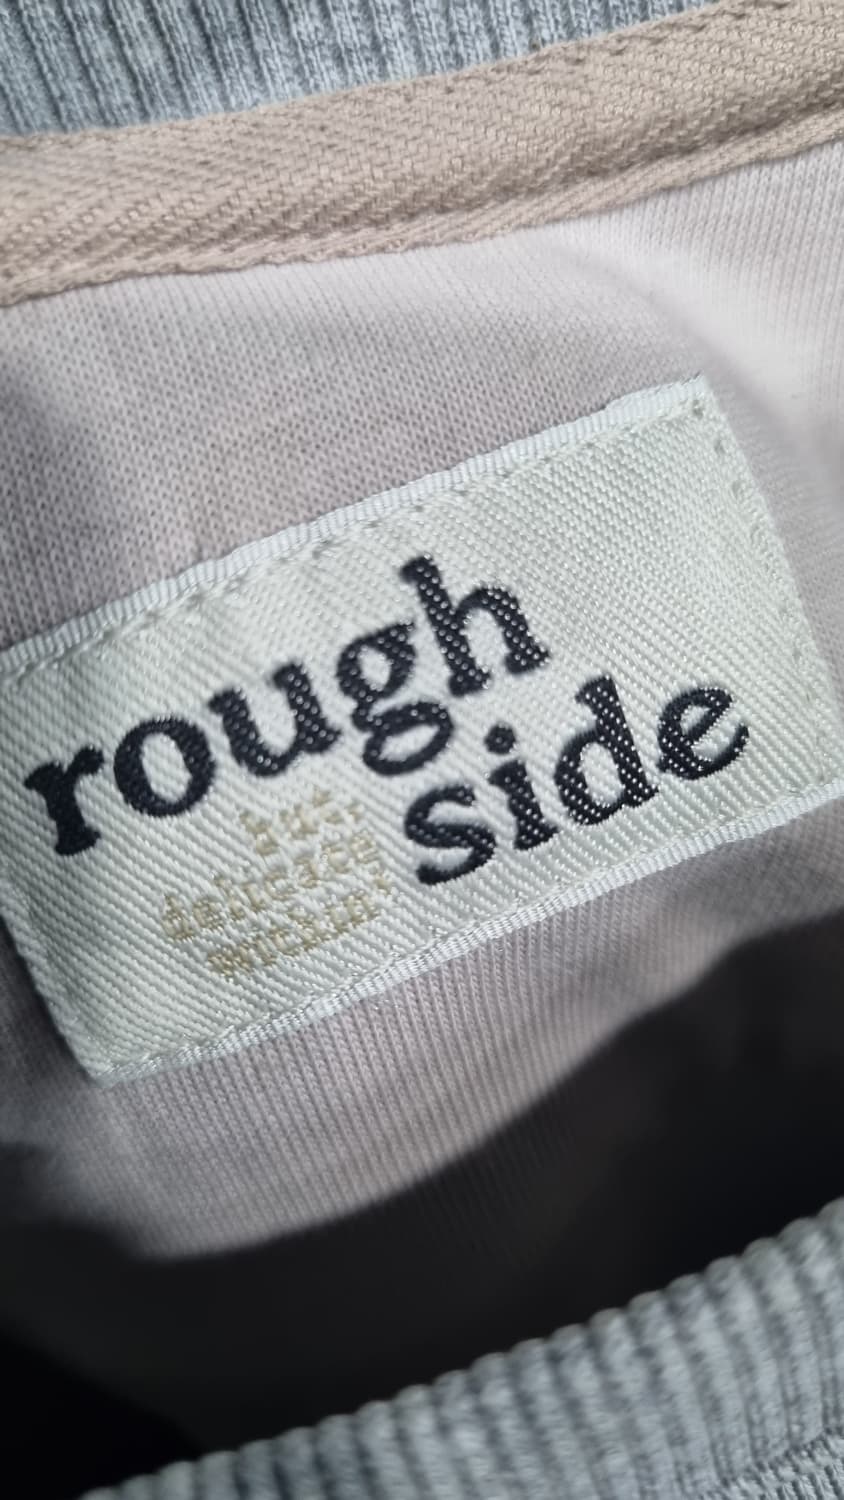 rough
side
but,
delicate
within'